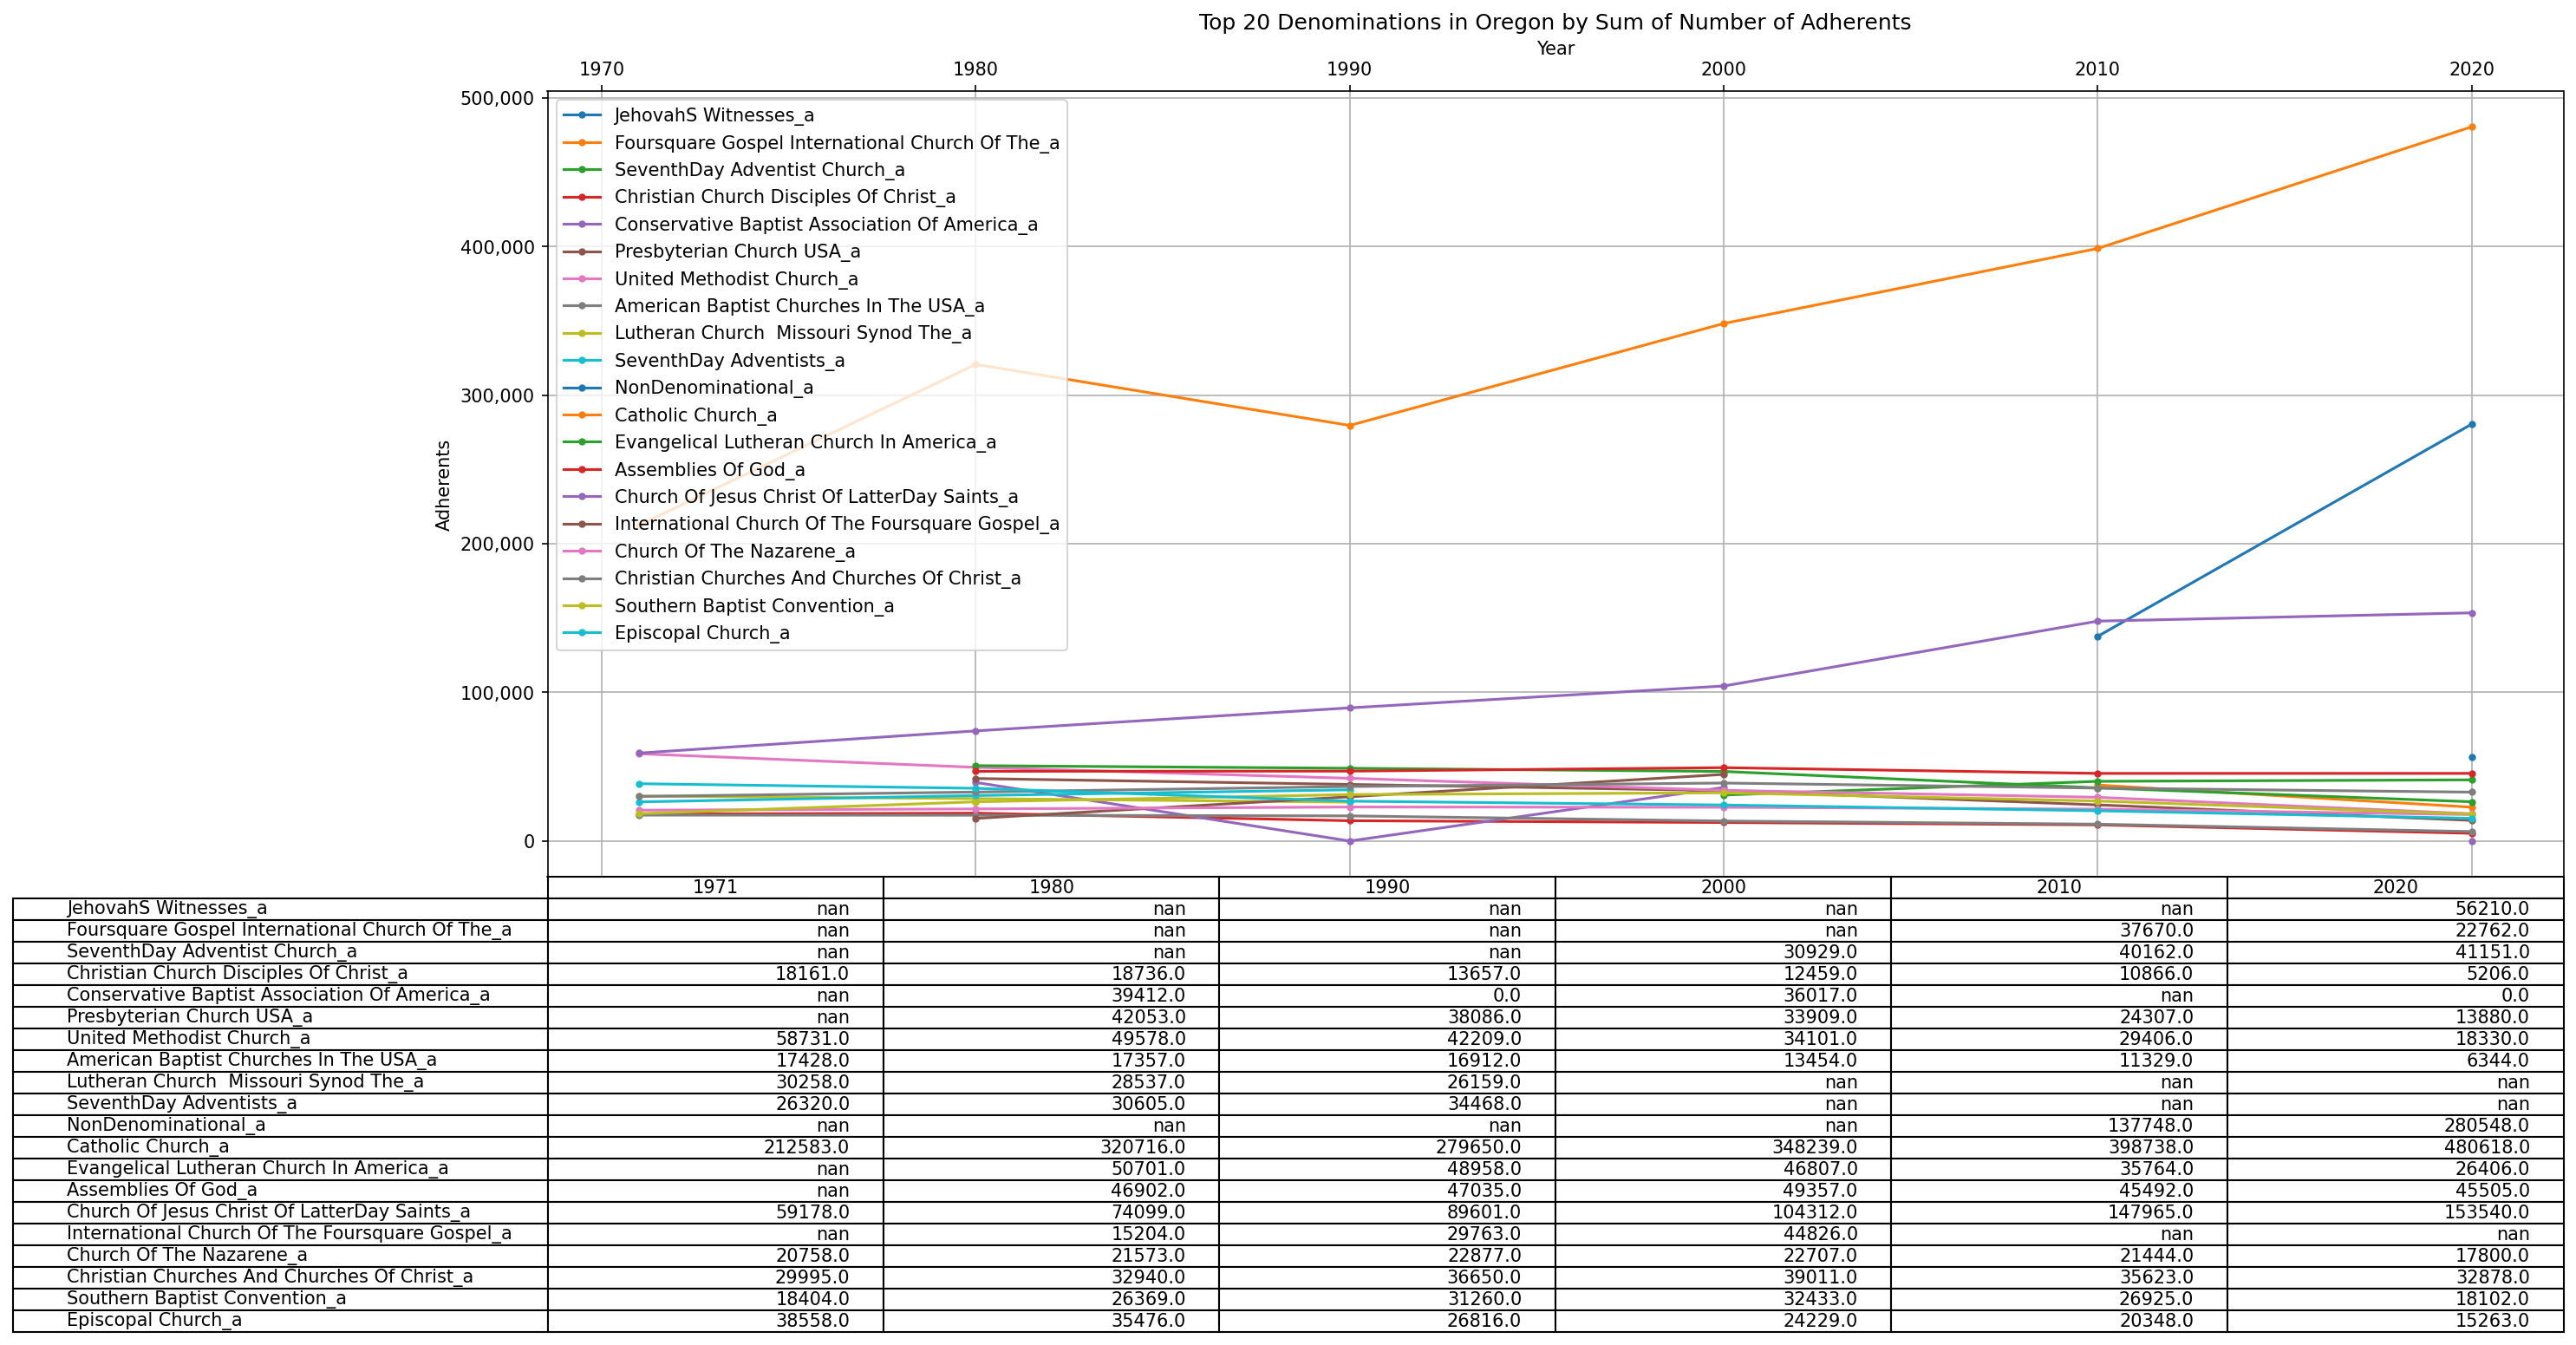 Top 20 Denominations in Oregon by Sum of Number of Adherents
Year
1970 1980 1990 2000 2010 2020
500,000
400,000
300,000
200,000
100,000
0
Adherents
JehovahS Witnesses_a
Foursquare Gospel International Church Of The_a
SeventhDay Adventist Church_a
Christian Church Disciples Of Christ_a
Conservative Baptist Association Of America_a
Presbyterian Church USA_a
United Methodist Church_a
American Baptist Churches In The USA_a
Lutheran Church  Missouri Synod The_a
SeventhDay Adventists_a
NonDenominational_a
Catholic Church_a
Evangelical Lutheran Church In America_a
Assemblies Of God_a
Church Of Jesus Christ Of LatterDay Saints_a
International Church Of The Foursquare Gospel_a
Church Of The Nazarene_a
Christian Churches And Churches Of Christ_a
Southern Baptist Convention_a
Episcopal Church_a
1971 1980 1990 2000 2010 2020
JehovahS Witnesses_a nan nan nan nan nan 56210.0
Foursquare Gospel International Church Of The_a nan nan nan nan 37670.0 22762.0
SeventhDay Adventist Church_a nan nan nan 30929.0 40162.0 41151.0
Christian Church Disciples Of Christ_a 18161.0 18736.0 13657.0 12459.0 10866.0 5206.0
Conservative Baptist Association Of America_a nan 39412.0 0.0 36017.0 nan 0.0
Presbyterian Church USA_a nan 42053.0 38086.0 33909.0 24307.0 13880.0
United Methodist Church_a 58731.0 49578.0 42209.0 34101.0 29406.0 18330.0
American Baptist Churches In The USA_a 17428.0 17357.0 16912.0 13454.0 11329.0 6344.0
Lutheran Church  Missouri Synod The_a 30258.0 28537.0 26159.0 nan nan nan
SeventhDay Adventists_a 26320.0 30605.0 34468.0 nan nan nan
NonDenominational_a nan nan nan nan 137748.0 280548.0
Catholic Church_a 212583.0 320716.0 279650.0 348239.0 398738.0 480618.0
Evangelical Lutheran Church In America_a nan 50701.0 48958.0 46807.0 35764.0 26406.0
Assemblies Of God_a nan 46902.0 47035.0 49357.0 45492.0 45505.0
Church Of Jesus Christ Of LatterDay Saints_a 59178.0 74099.0 89601.0 104312.0 147965.0 153540.0
International Church Of The Foursquare Gospel_a nan 15204.0 29763.0 44826.0 nan nan
Church Of The Nazarene_a 20758.0 21573.0 22877.0 22707.0 21444.0 17800.0
Christian Churches And Churches Of Christ_a 29995.0 32940.0 36650.0 39011.0 35623.0 32878.0
Southern Baptist Convention_a 18404.0 26369.0 31260.0 32433.0 26925.0 18102.0
Episcopal Church_a 38558.0 35476.0 26816.0 24229.0 20348.0 15263.0